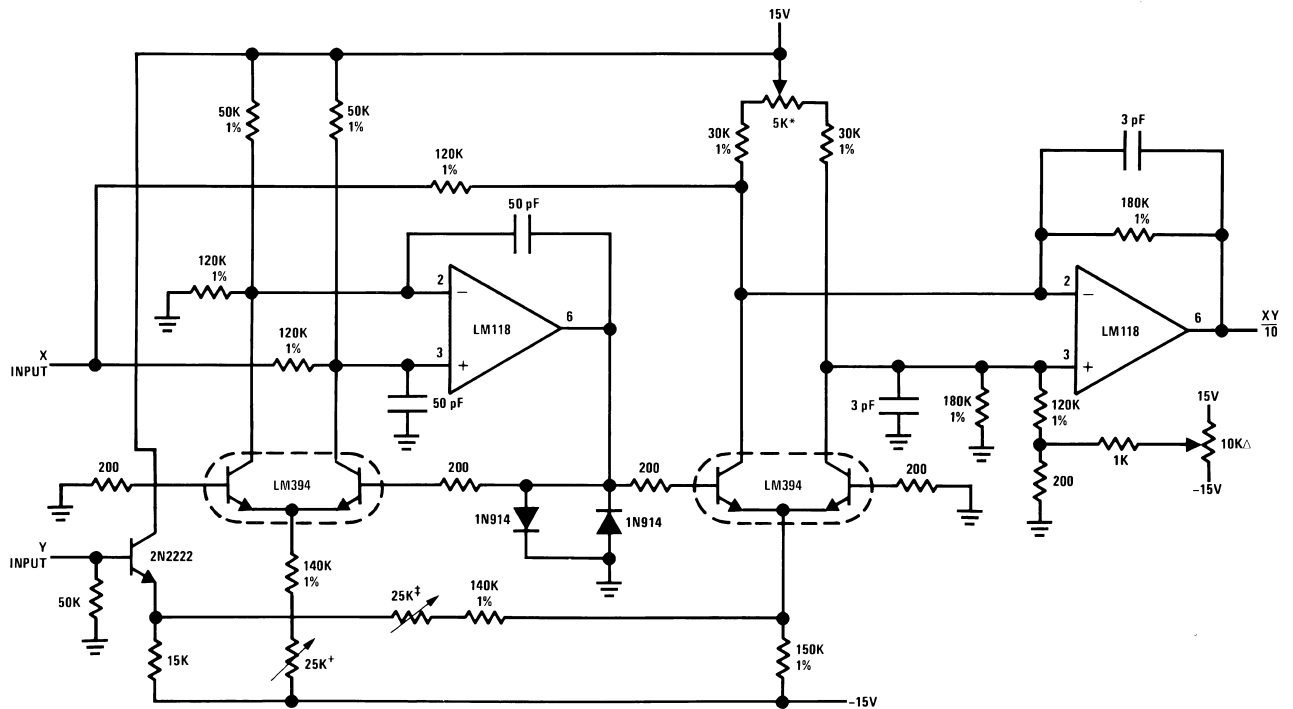 15V
50K
1%
50K
1%
5K*
30K
1%
30K
1%
3 pF
120K
1%
180K
1%
50 pF
120K
1%
2
−
LM118
6
3
+
120K
1%
X
INPUT
50 pF
2
−
LM118
6
XY
10
3
+
3 pF
180K
1%
120K
1%
15V
10K△
1K
−15V
200
200
LM394
200
200
LM394
200
1N914
1N914
Y
INPUT
2N2222
50K
15K
140K
1%
25K+
25K‡
140K
1%
150K
1%
−15V